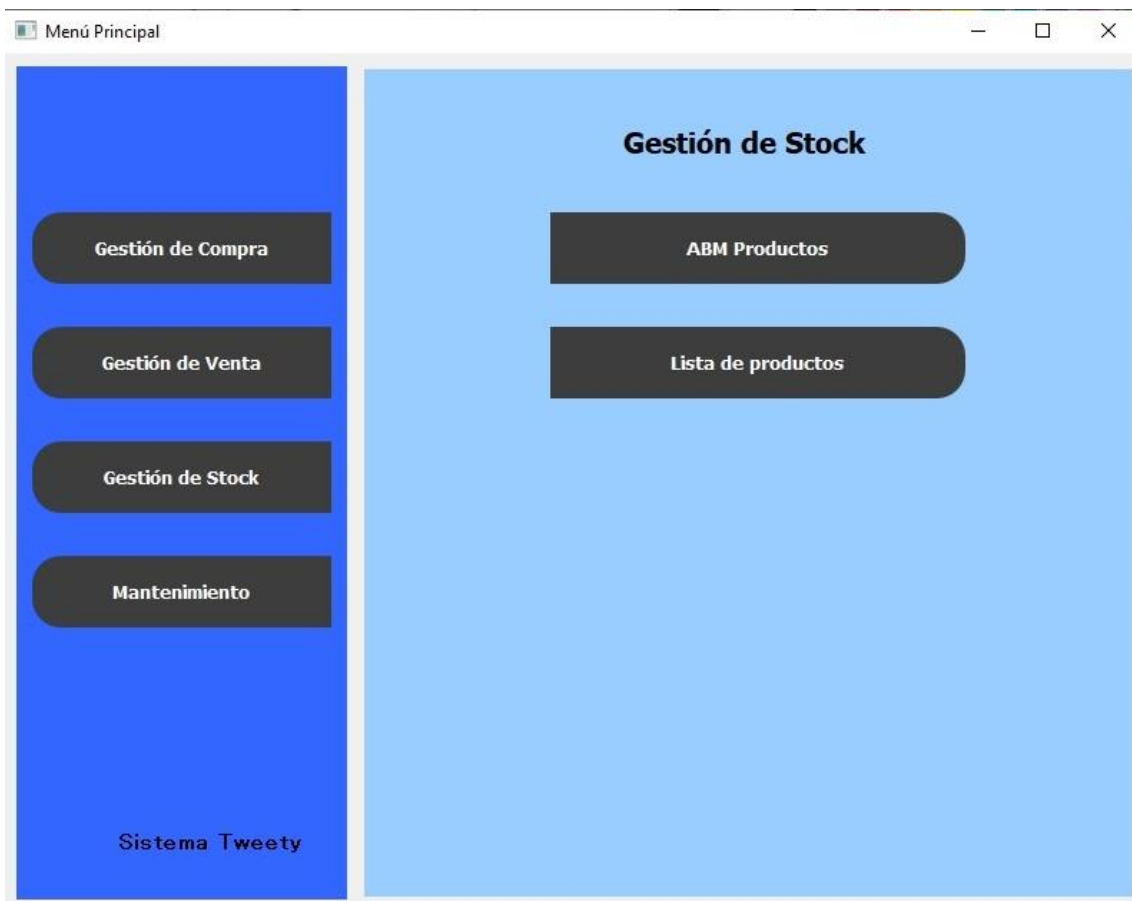 Menú Principal
Gestión de Compra
Gestión de Venta
Gestión de Stock
Mantenimiento
Sistema Tweety
Gestión de Stock
ABM Productos
Lista de productos